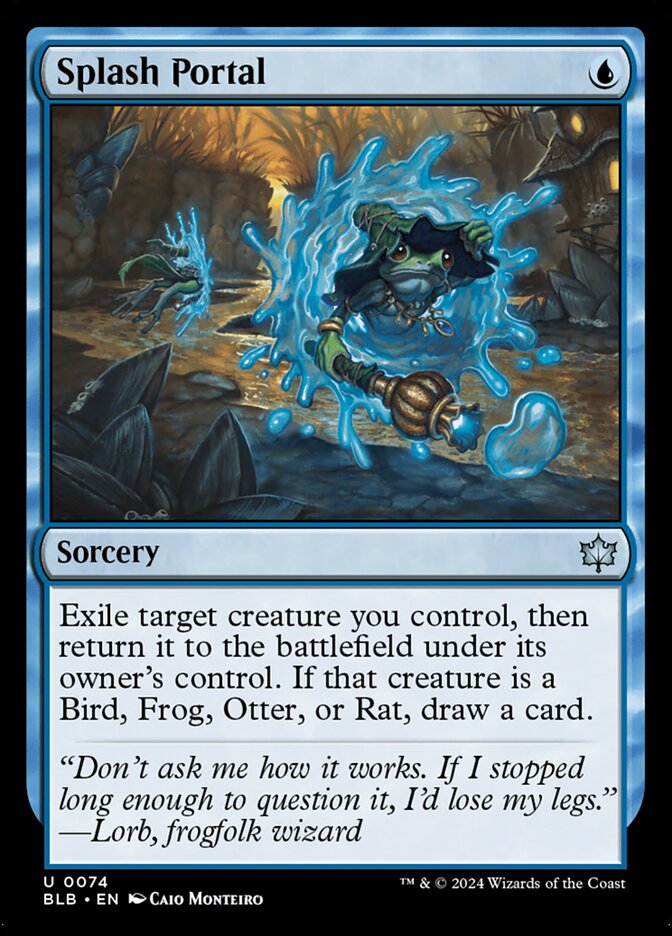 Splash Portal
Sorcery
Exile target creature you control, then
return it to the battlefield under its
owner's control. If that creature is a
Bird, Frog, Otter, or Rat, draw a card.
"Don't ask me how it works. If I stopped
long enough to question it, I'd lose my legs."
—Lorb, frogfolk wizard
U 0074
BLB • EN Caio Monteiro
™ & © 2024 Wizards of the Coast